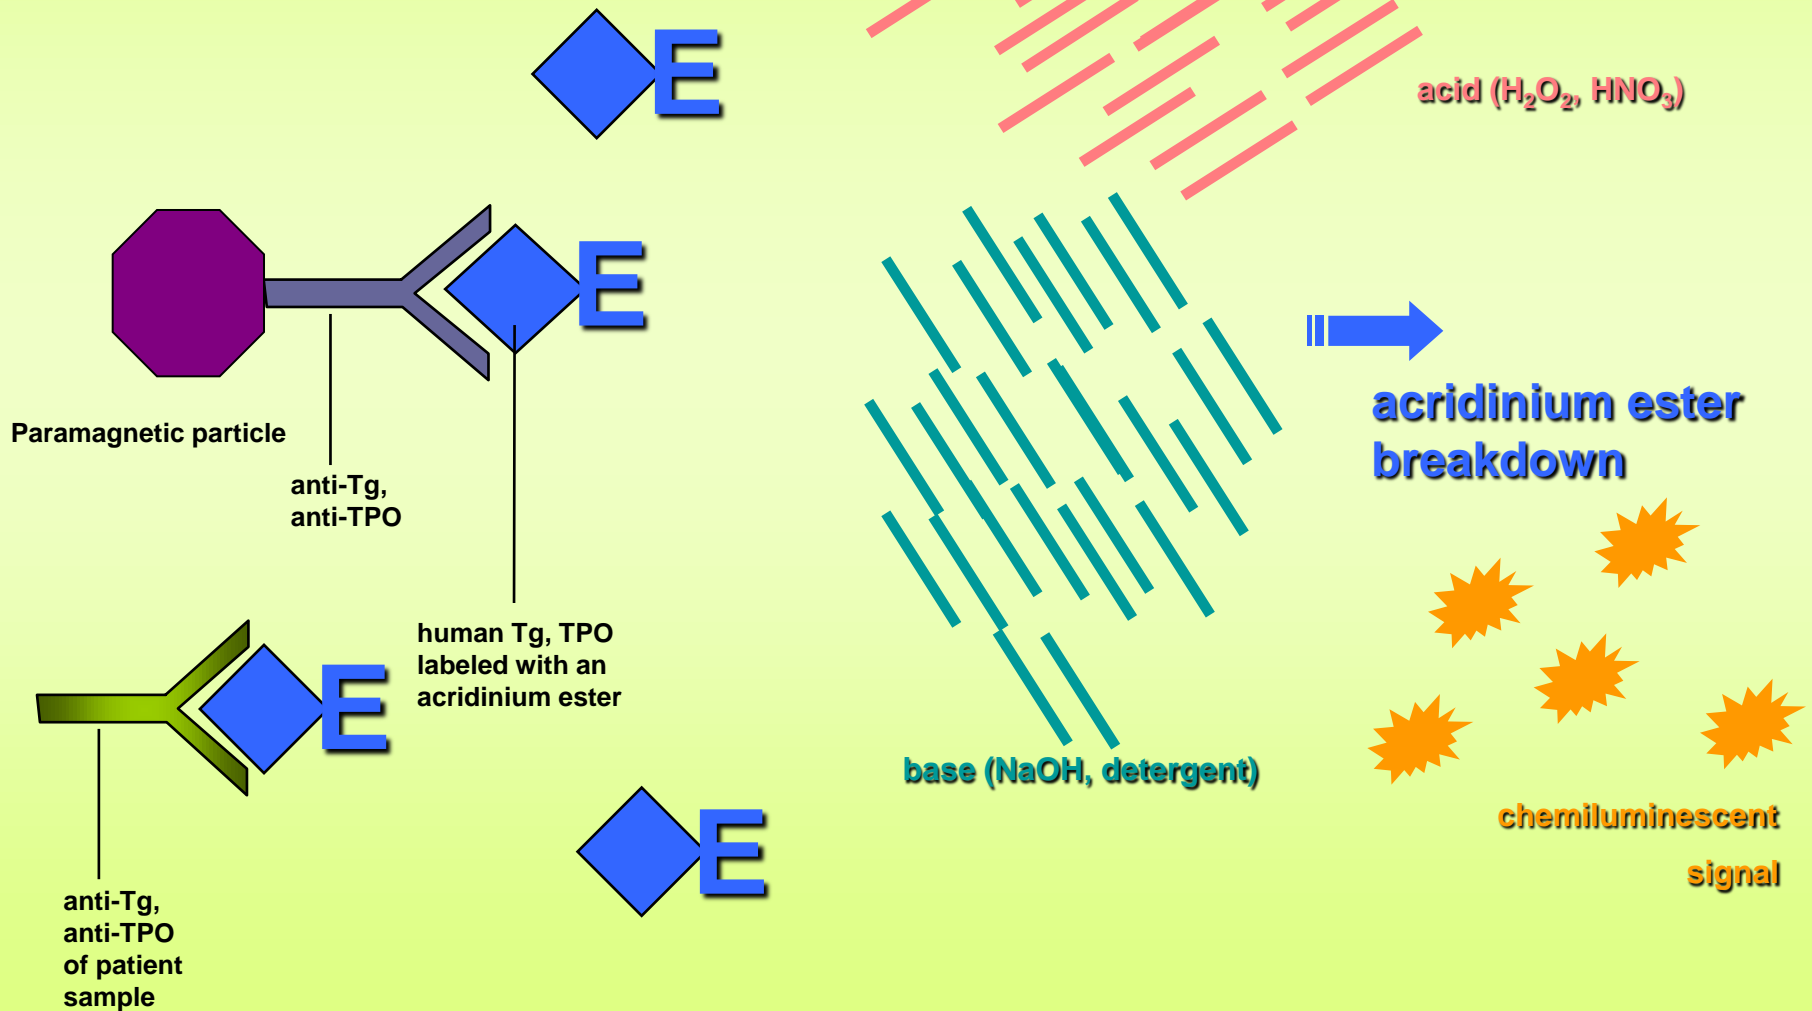 E
acid (H₂O₂, HNO₃)
E
Paramagnetic particle
anti-Tg,
anti-TPO
acridinium ester
breakdown
human Tg, TPO
labeled with an
acridinium ester
E
base (NaOH, detergent)
E
chemiluminescent
signal
anti-Tg,
anti-TPO
of patient
sample